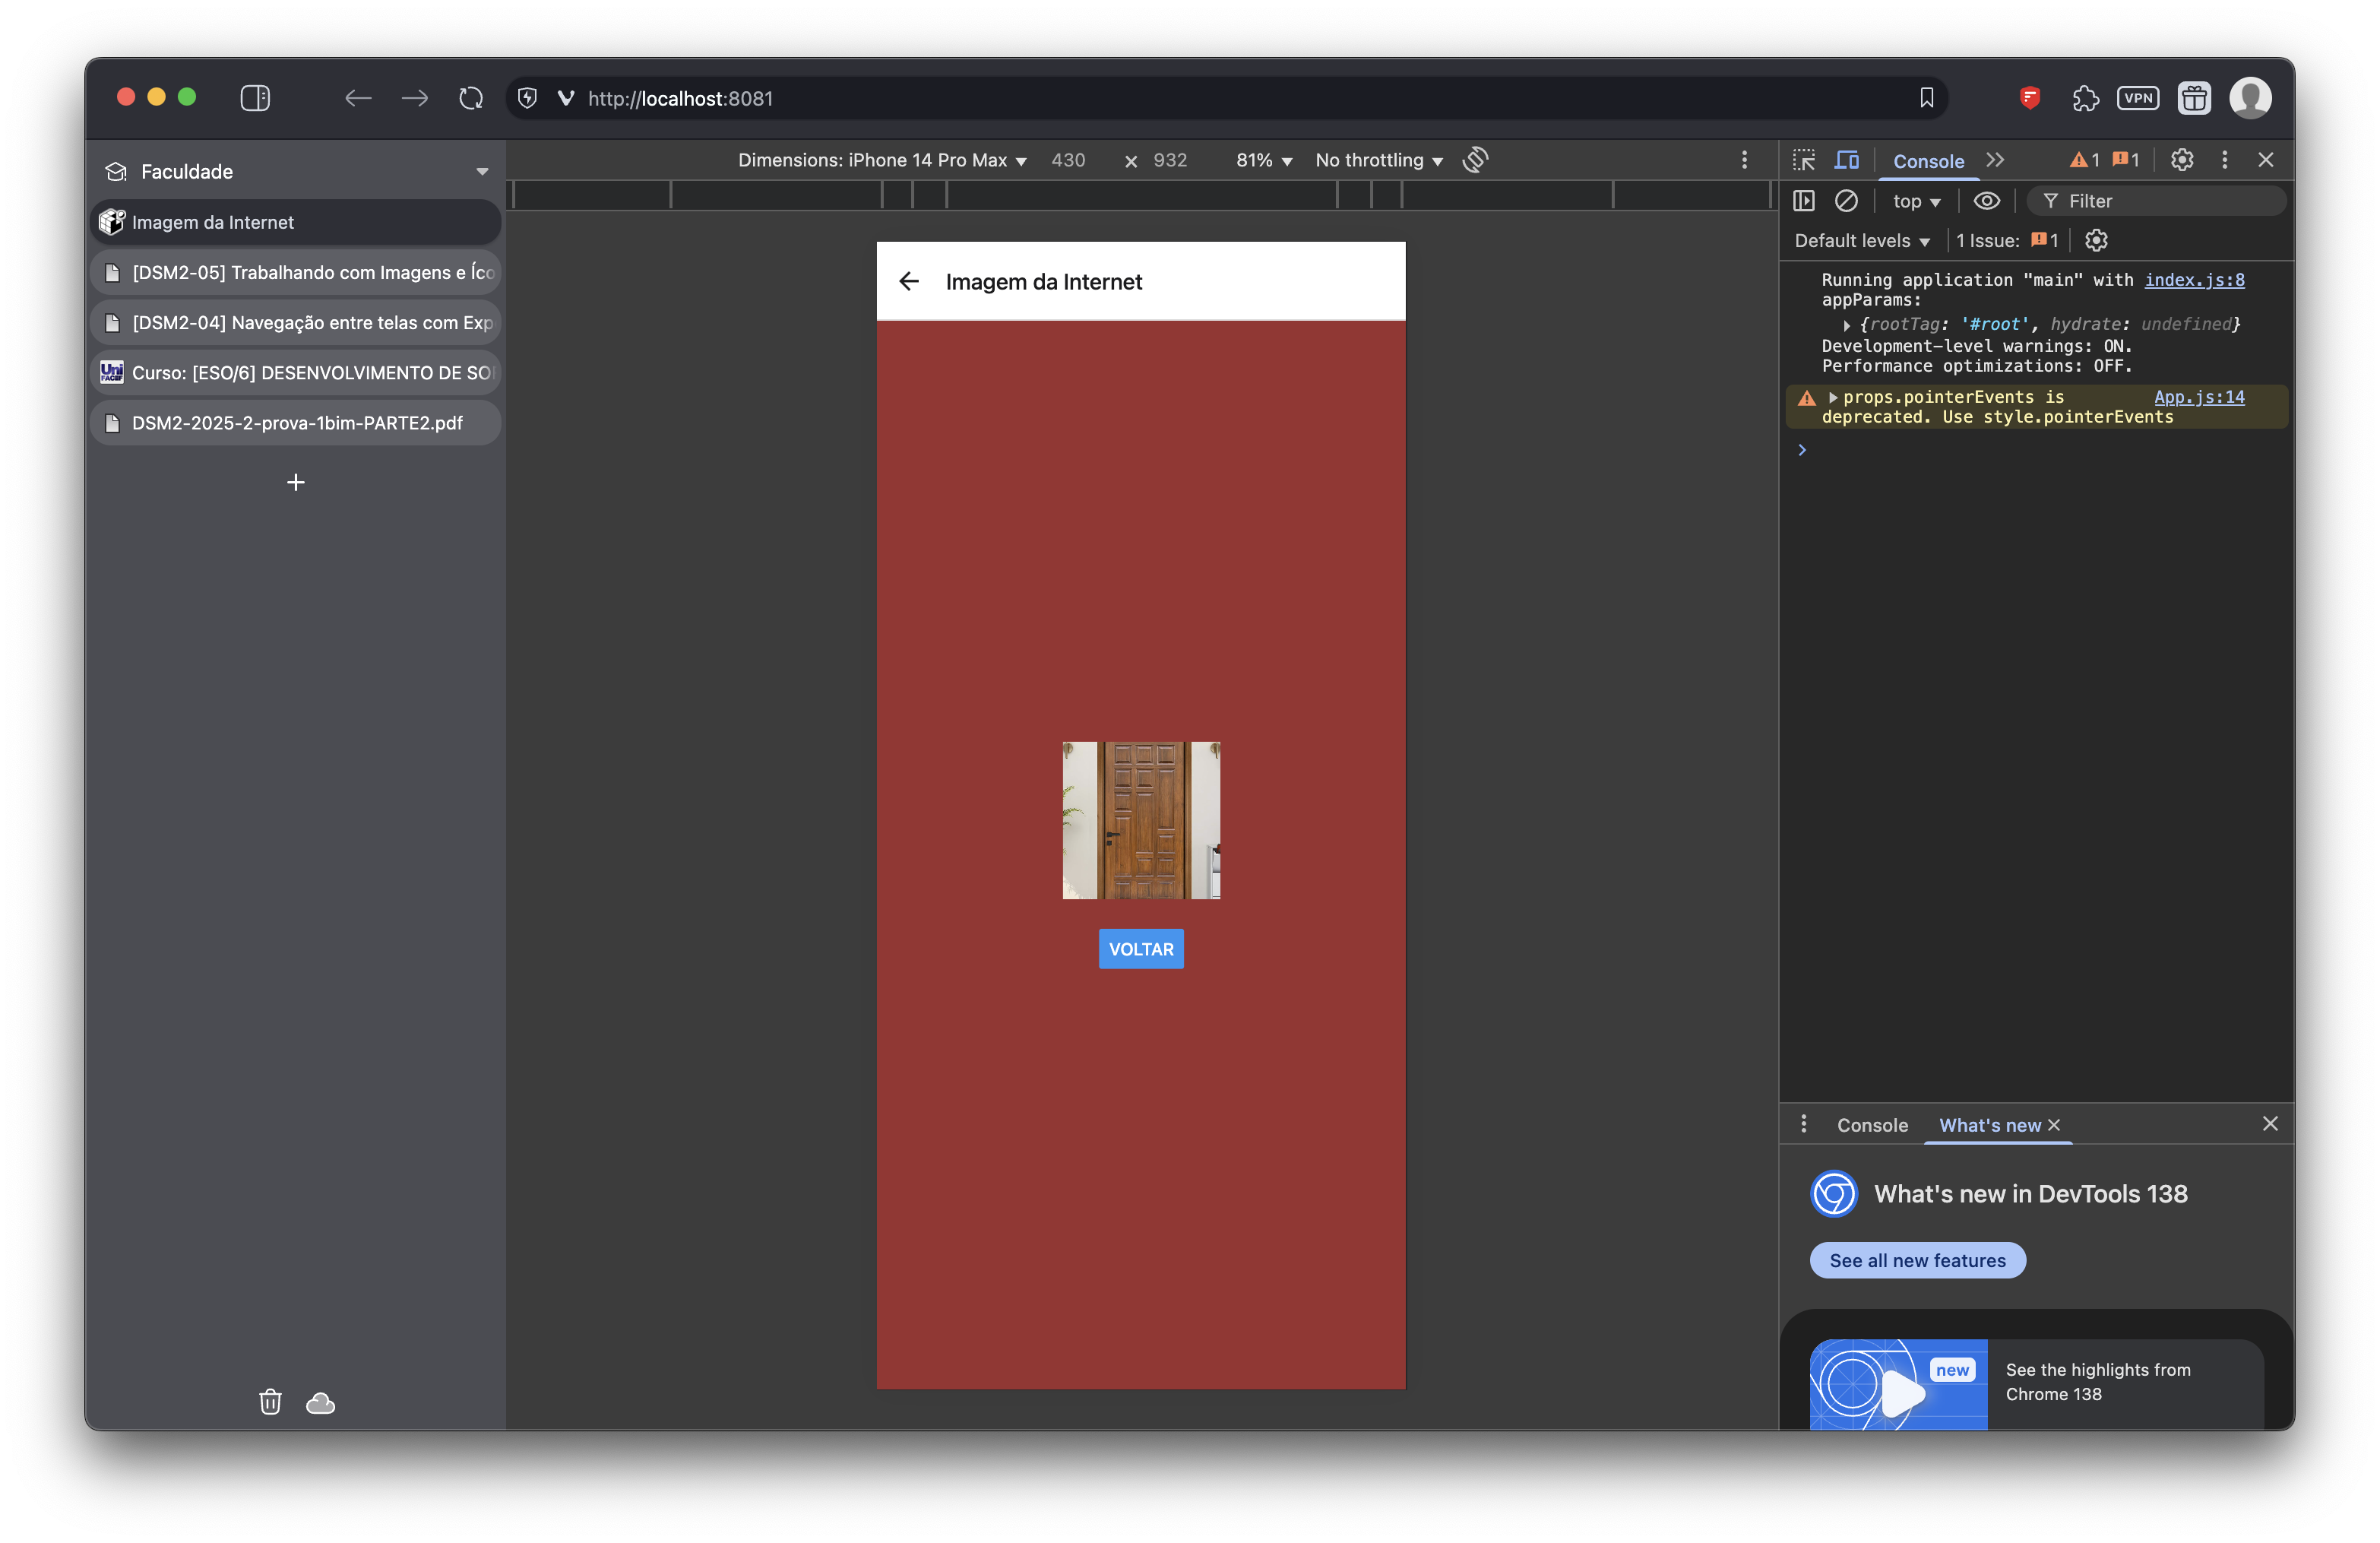 http://localhost:8081
VPN
Faculdade
Imagem da Internet
[DSM2-05] Trabalhando com Imagens e Íco
[DSM2-04] Navegação entre telas com Exp
Uni FACEF
Curso: [ESO/6] DESENVOLVIMENTO DE SO
DSM2-2025-2-prova-1bim-PARTE2.pdf
Dimensions: iPhone 14 Pro Max 430 × 932 81% No throttling
Imagem da Internet
VOLTAR
Console 1 1
top Filter
Default levels 1 Issue: 1
Running application "main" with index.js:8
appParams:
{rootTag: '#root', hydrate: undefined}
Development-level warnings: ON.
Performance optimizations: OFF.
props.pointerEvents is App.js:14
deprecated. Use style.pointerEvents
Console What's new
What's new in DevTools 138
See all new features
new
See the highlights from
Chrome 138